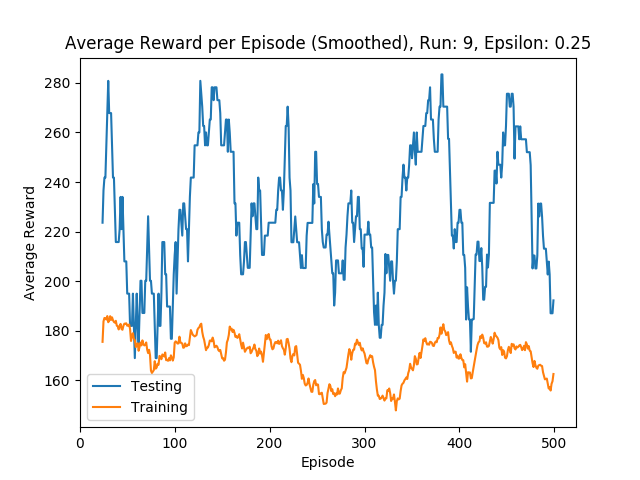 Average Reward per Episode (Smoothed), Run: 9, Epsilon: 0.25
280
260
240
220
200
180
160
Average Reward
Testing
Training
0 100 200 300 400 500
Episode